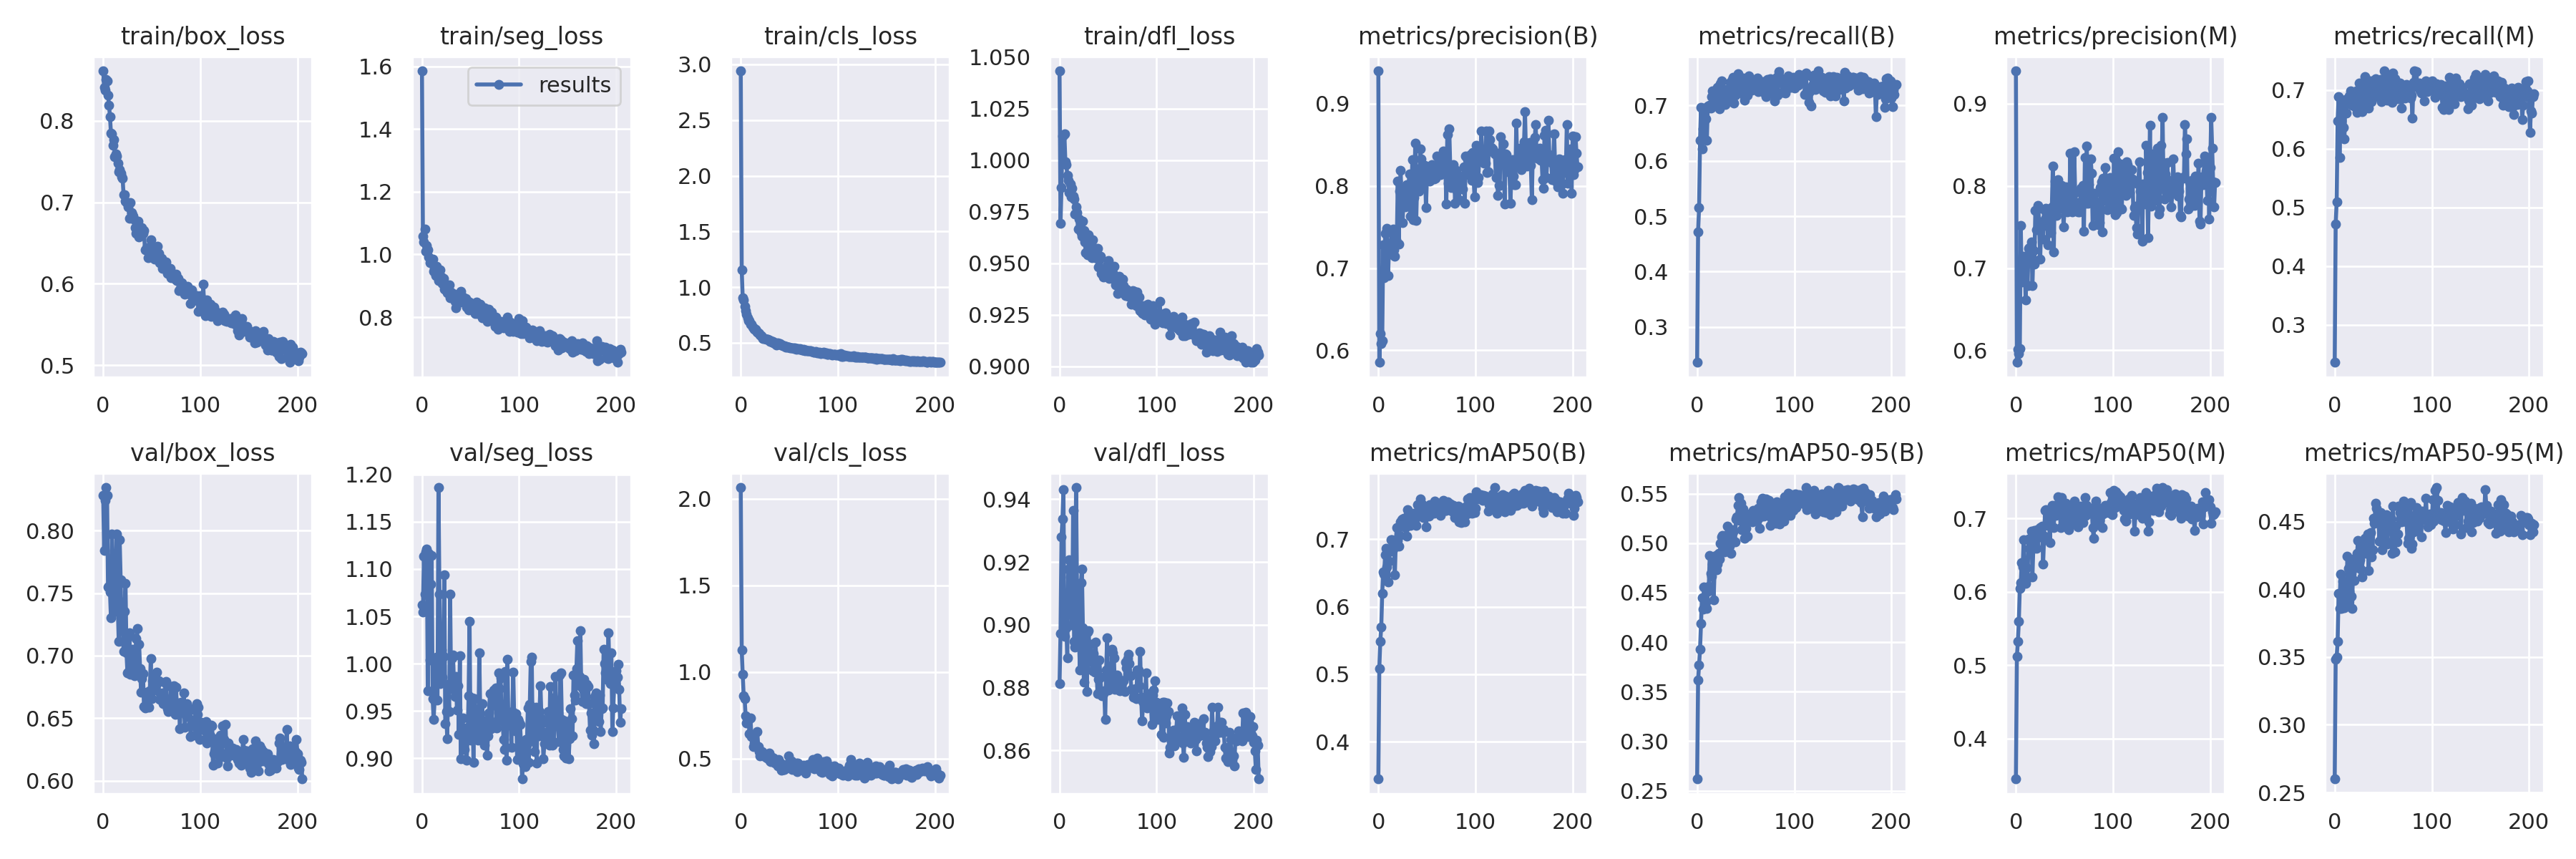 train/box_loss
0.8
0.7
0.6
0.5
0 100 200
train/seg_loss
results
1.6
1.4
1.2
1.0
0.8
0 100 200
train/cls_loss
3.0
2.5
2.0
1.5
1.0
0.5
0 100 200
train/dfl_loss
1.050
1.025
1.000
0.975
0.950
0.925
0.900
0 100 200
metrics/precision(B)
0.9
0.8
0.7
0.6
0 100 200
metrics/recall(B)
0.7
0.6
0.5
0.4
0.3
0 100 200
metrics/precision(M)
0.9
0.8
0.7
0.6
0 100 200
metrics/recall(M)
0.7
0.6
0.5
0.4
0.3
0 100 200
val/box_loss
0.80
0.75
0.70
0.65
0.60
0 100 200
val/seg_loss
1.20
1.15
1.10
1.05
1.00
0.95
0.90
0 100 200
val/cls_loss
2.0
1.5
1.0
0.5
0 100 200
val/dfl_loss
0.94
0.92
0.90
0.88
0.86
0 100 200
metrics/mAP50(B)
0.7
0.6
0.5
0.4
0 100 200
metrics/mAP50-95(B)
0.55
0.50
0.45
0.40
0.35
0.30
0.25
0 100 200
metrics/mAP50(M)
0.7
0.6
0.5
0.4
0 100 200
metrics/mAP50-95(M)
0.45
0.40
0.35
0.30
0.25
0 100 200